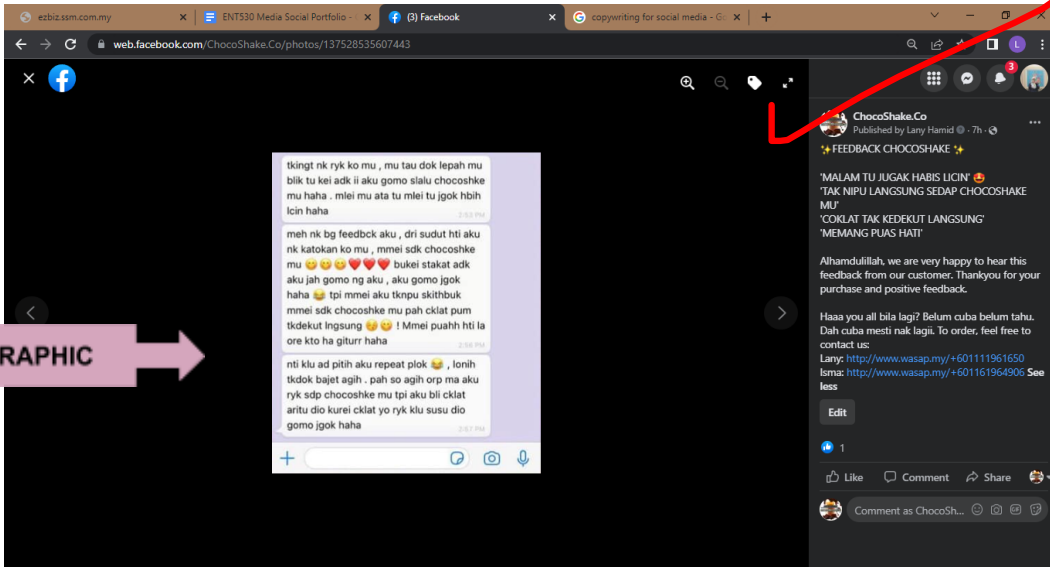 ezbiz.ssm.com.my
ENT530 Media Social Portfolio -
(3) Facebook
copywriting for social media - Go
web.facebook.com/ChocoShake.Co/photos/137528535607443
L
3
tkingt nk ryk ko mu , mu tau dok lepah mu
blik tu kei adk ii aku gomo slalu chocoshke
mu haha . mlei mu ata tu mlei tu jgok hbih
lcin haha
2:53 PM
meh nk bg feedbck aku , dri sudut hti aku
nk katokan ko mu , mmei sdk chocoshke
mu 😋😋😋❤️❤️❤️ bukei stakat adk
aku jah gomo ng aku , aku gomo jgok
haha 😂 tpi mmei aku tknpu skithbuk
mmei sdk chocoshke mu pah cklat pum
tkdekut lngsung 😚😋 ! Mmei puahh hti la
ore kto ha giturr haha
2:56 PM
nti klu ad pitih aku repeat plok 😂 , lonih
tkdok bajet agih . pah so agih orp ma aku
ryk sdp chocoshke mu tpi aku bli cklat
aritu dio kurei cklat yo ryk klu susu dio
gomo jgok haha
2:57 PM
RAPHIC
ChocoShake.Co
Published by Lany Hamid · 7h ·
✨FEEDBACK CHOCOSHAKE ✨
'MALAM TU JUGAK HABIS LICIN' 🤩
'TAK NIPU LANGSUNG SEDAP CHOCOSHAKE
MU'
'COKLAT TAK KEDEKUT LANGSUNG'
'MEMANG PUAS HATI'
Alhamdulillah, we are very happy to hear this
feedback from our customer. Thankyou for your
purchase and positive feedback.
Haaa you all bila lagi? Belum cuba belum tahu.
Dah cuba mesti nak lagii. To order, feel free to
contact us:
Lany: http://www.wasap.my/+601111961650
Isma: http://www.wasap.my/+601161964906 See
less
Edit
1
Like Comment Share
Comment as ChocoSh...